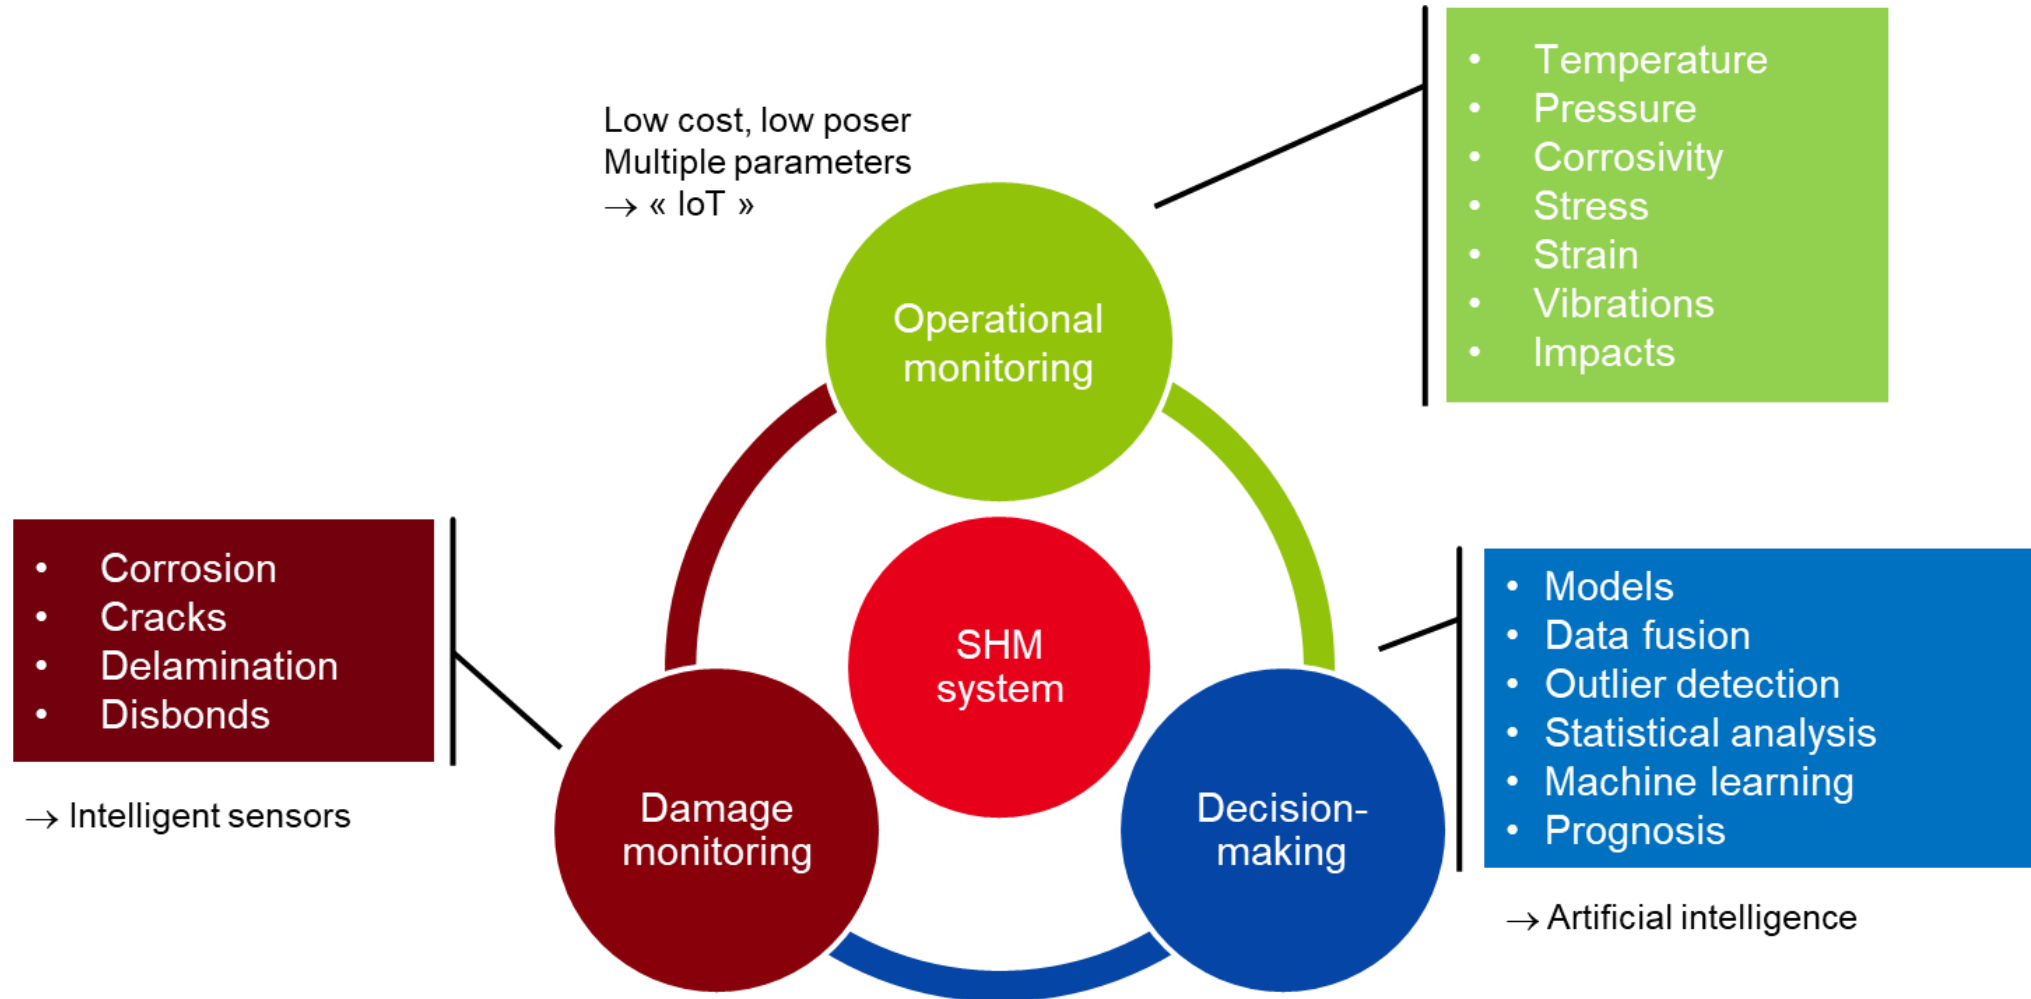 Low cost, low poser
Multiple parameters
→ « IoT »
• Temperature
• Pressure
• Corrosivity
• Stress
• Strain
• Vibrations
• Impacts
Operational
monitoring
• Corrosion
• Cracks
• Delamination
• Disbonds
→ Intelligent sensors
SHM
system
Damage
monitoring
Decision-
making
• Models
• Data fusion
• Outlier detection
• Statistical analysis
• Machine learning
• Prognosis
→ Artificial intelligence